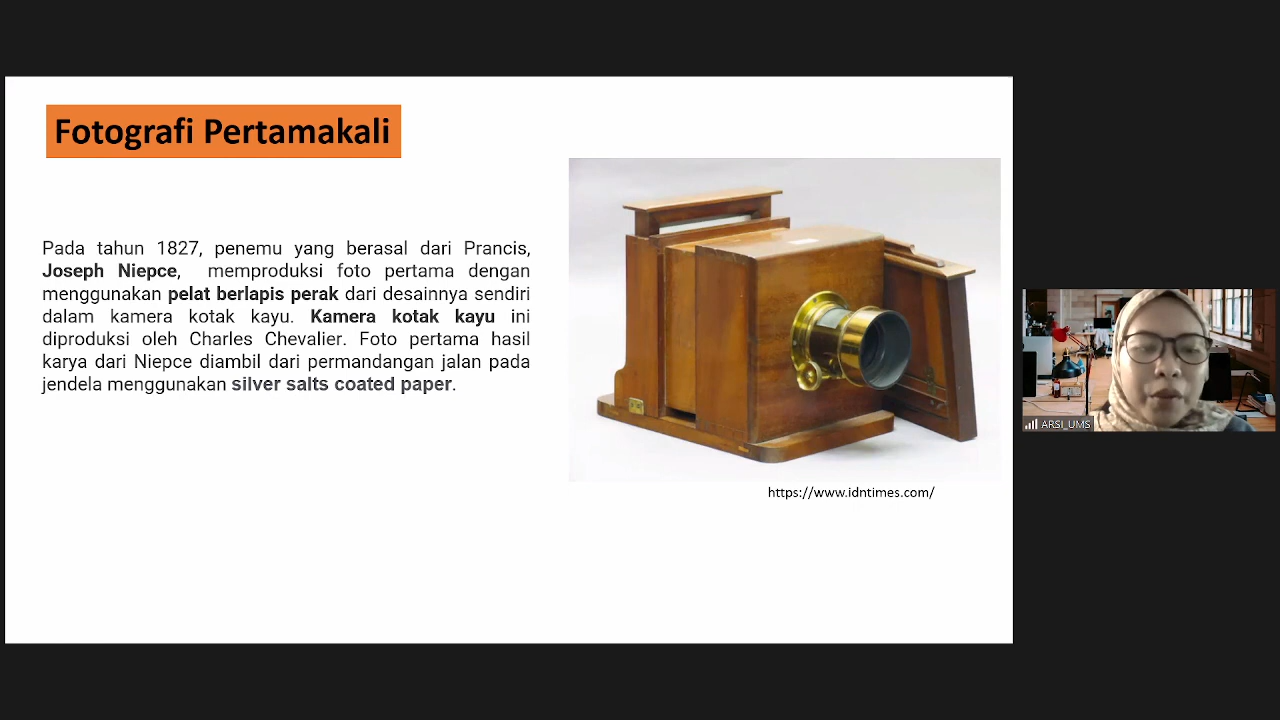 Fotografi Pertamakali
Pada tahun 1827, penemu yang berasal dari Prancis,
Joseph Niepce, memproduksi foto pertama dengan
menggunakan pelat berlapis perak dari desainnya sendiri
dalam kamera kotak kayu. Kamera kotak kayu ini
diproduksi oleh Charles Chevalier. Foto pertama hasil
karya dari Niepce diambil dari permandangan jalan pada
jendela menggunakan silver salts coated paper.
https://www.idntimes.com/
ARSI_UMS